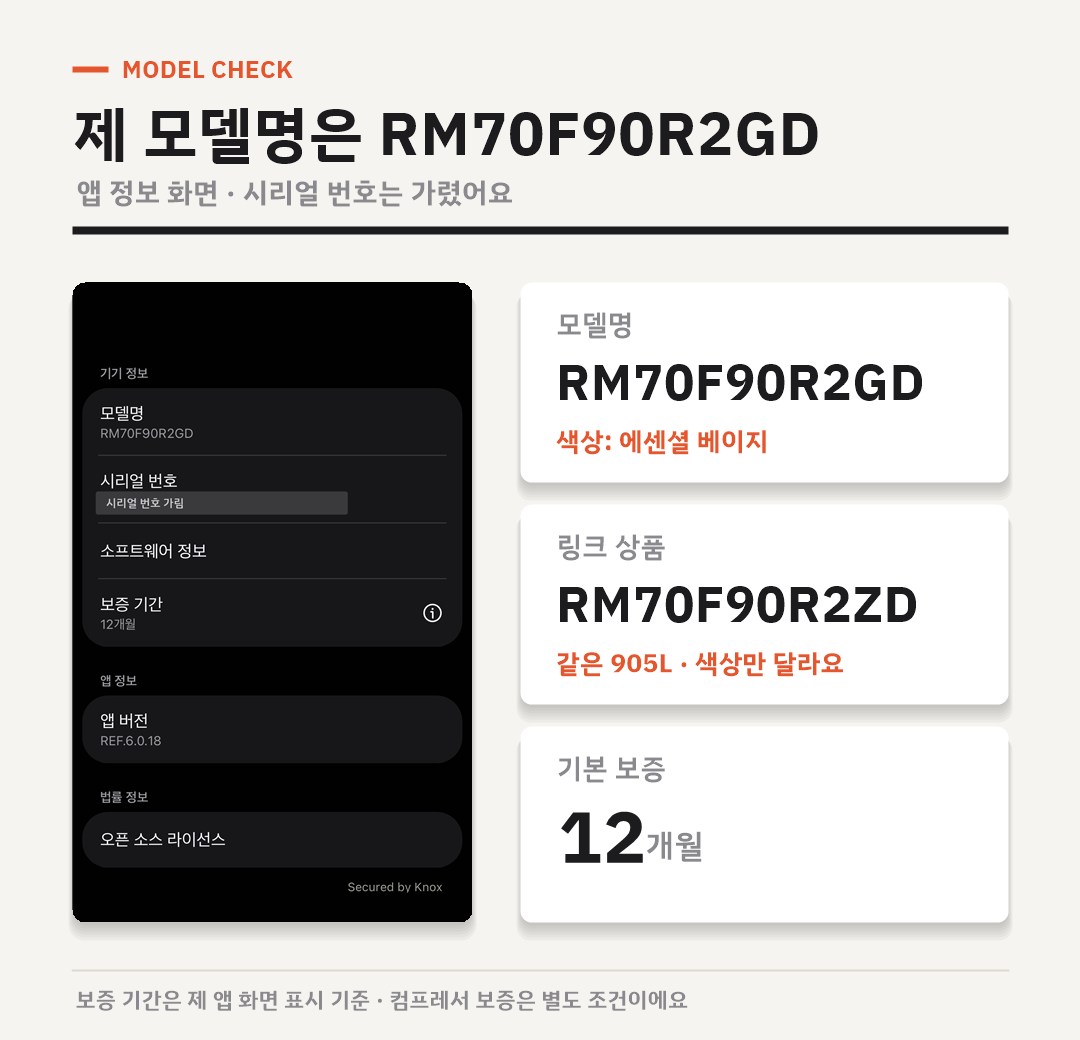 MODEL CHECK
제 모델명은 RM70F90R2GD
앱 정보 화면 · 시리얼 번호는 가렸어요
기기 정보
모델명
RM70F90R2GD
시리얼 번호
시리얼 번호 가림
소프트웨어 정보
보증 기간
12개월
앱 정보
앱 버전
REF.6.0.18
법률 정보
오픈 소스 라이선스
Secured by Knox
모델명
RM70F90R2GD
색상: 에센셜 베이지
링크 상품
RM70F90R2ZD
같은 905L · 색상만 달라요
기본 보증
12개월
보증 기간은 제 앱 화면 표시 기준 · 컴프레서 보증은 별도 조건이에요